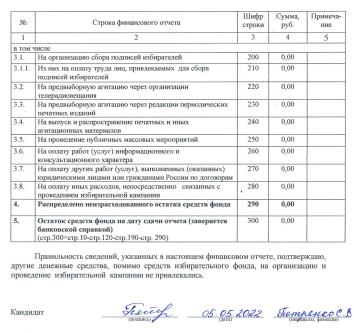 № Строка финансового отчета Шифр строки Сумма, руб. Примеча-ние
1 2 3 4 5
в том числе
3.1. На организацию сбора подписей избирателей 200 0,00
3.1.1. Из них на оплату труда лиц, привлекаемых для сбора 210 0,00
подписей избирателей
3.2. На предвыборную агитацию через организации 220 0,00
телерадиовещания
3.3. На предвыборную агитацию через редакции периодических 230 0,00
печатных изданий
3.4. На выпуск и распространение печатных и иных 240 0,00
агитационных материалов
3.5. На проведение публичных массовых мероприятий 250 0,00
3.6. На оплату работ (услуг) информационного и 260 0,00
консультационного характера
3.7. На оплату других работ (услуг), выполненных (оказанных) 270 0,00
юридическими лицами или гражданами России по договорам
3.8. На оплату иных расходов, непосредственно связанных с 280 0,00
проведением избирательной кампании
4. Распределено неизрасходованного остатка средств фонда 290 0,00
5. Остаток средств фонда на дату сдачи отчета (заверяется 300 0,00
банковской справкой)
(стр.300=стр.10-стр.120-стр.190-стр. 290)
Правильность сведений, указанных в настоящем финансовом отчете, подтверждаю,
другие денежные средства, помимо средств избирательного фонда, на организацию и
проведение избирательной кампании не привлекались.
Кандидат 05.05.2022 Петренко С.В
(подпись) (дата) (инициалы, фамилия)